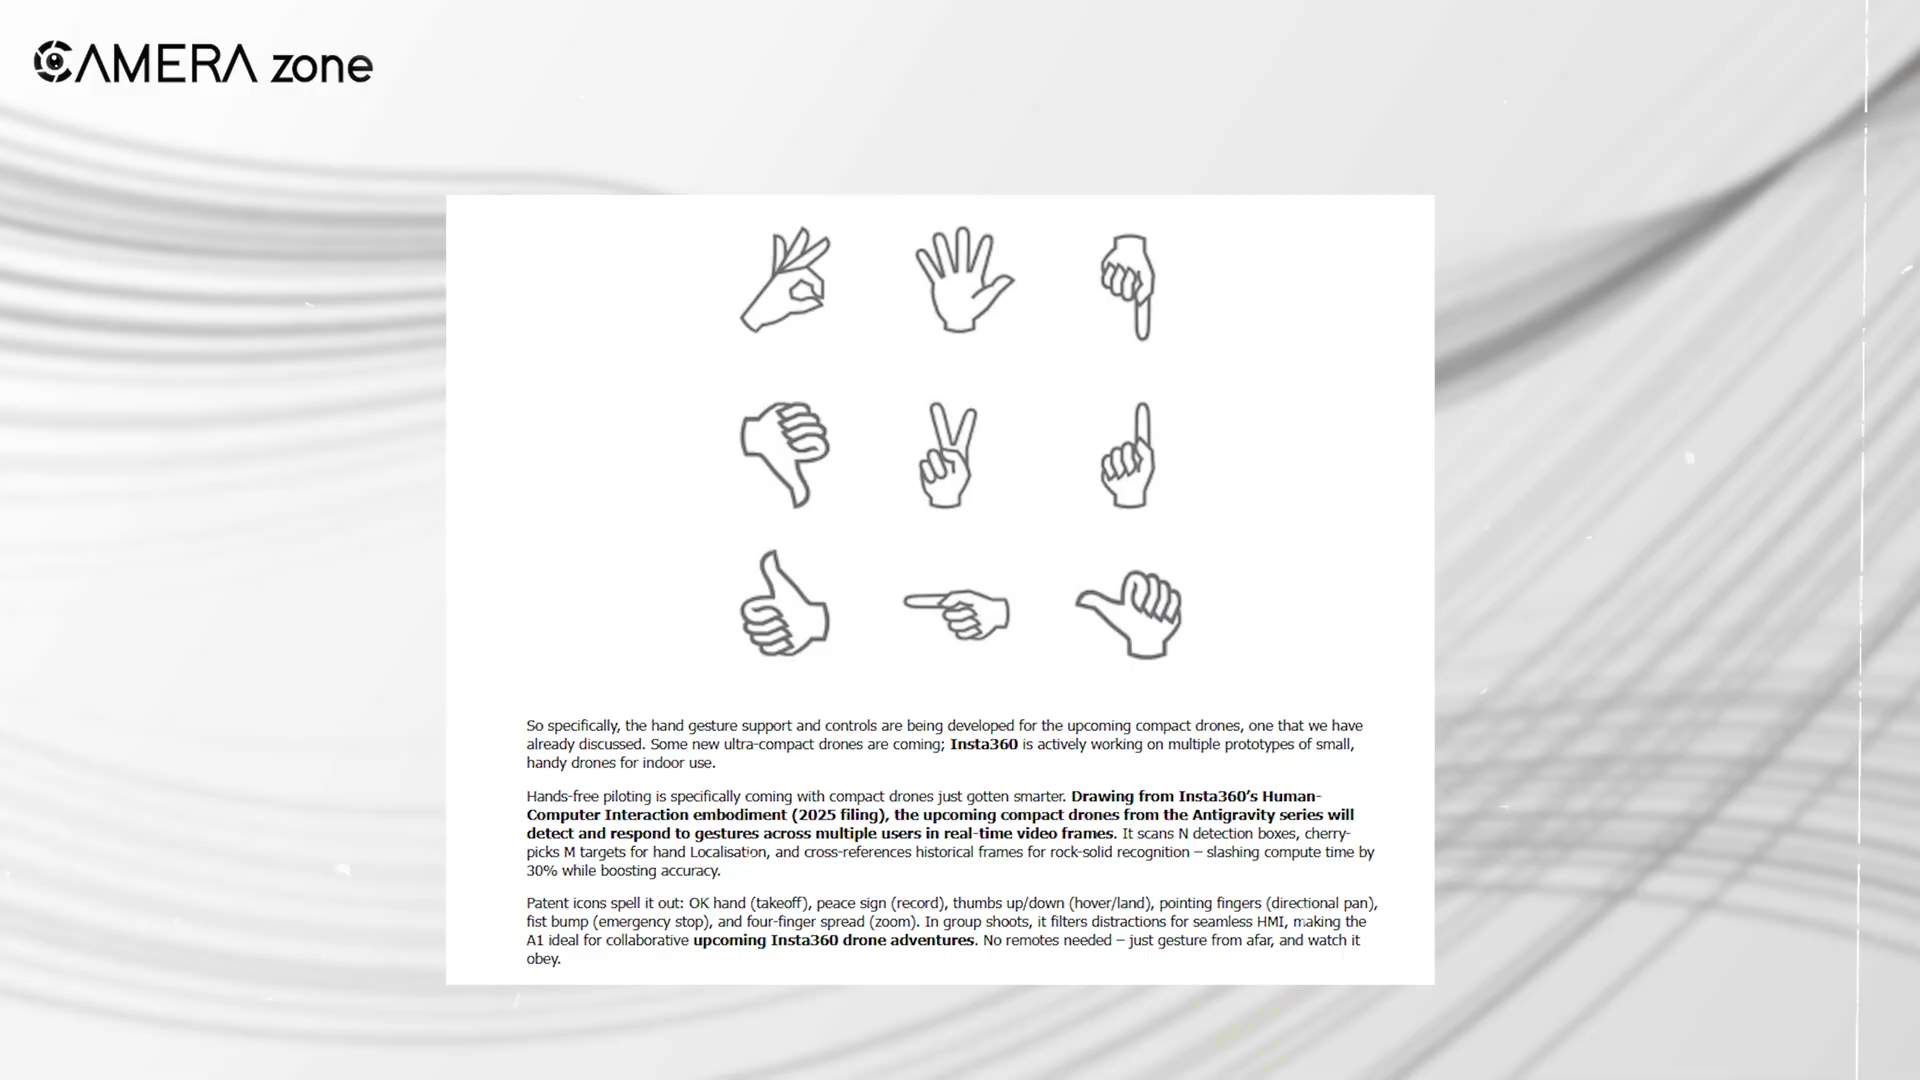 CAMERA zone
So specifically, the hand gesture support and controls are being developed for the upcoming compact drones, one that we have
already discussed. Some new ultra-compact drones are coming; Insta360 is actively working on multiple prototypes of small,
handy drones for indoor use.
Hands-free piloting is specifically coming with compact drones just gotten smarter. Drawing from Insta360’s Human-
Computer Interaction embodiment (2025 filing), the upcoming compact drones from the Antigravity series will
detect and respond to gestures across multiple users in real-time video frames. It scans N detection boxes, cherry-
picks M targets for hand Localisation, and cross-references historical frames for rock-solid recognition – slashing compute time by
30% while boosting accuracy.
Patent icons spell it out: OK hand (takeoff), peace sign (record), thumbs up/down (hover/land), pointing fingers (directional pan),
fist bump (emergency stop), and four-finger spread (zoom). In group shoots, it filters distractions for seamless HMI, making the
A1 ideal for collaborative upcoming Insta360 drone adventures. No remotes needed – just gesture from afar, and watch it
obey.